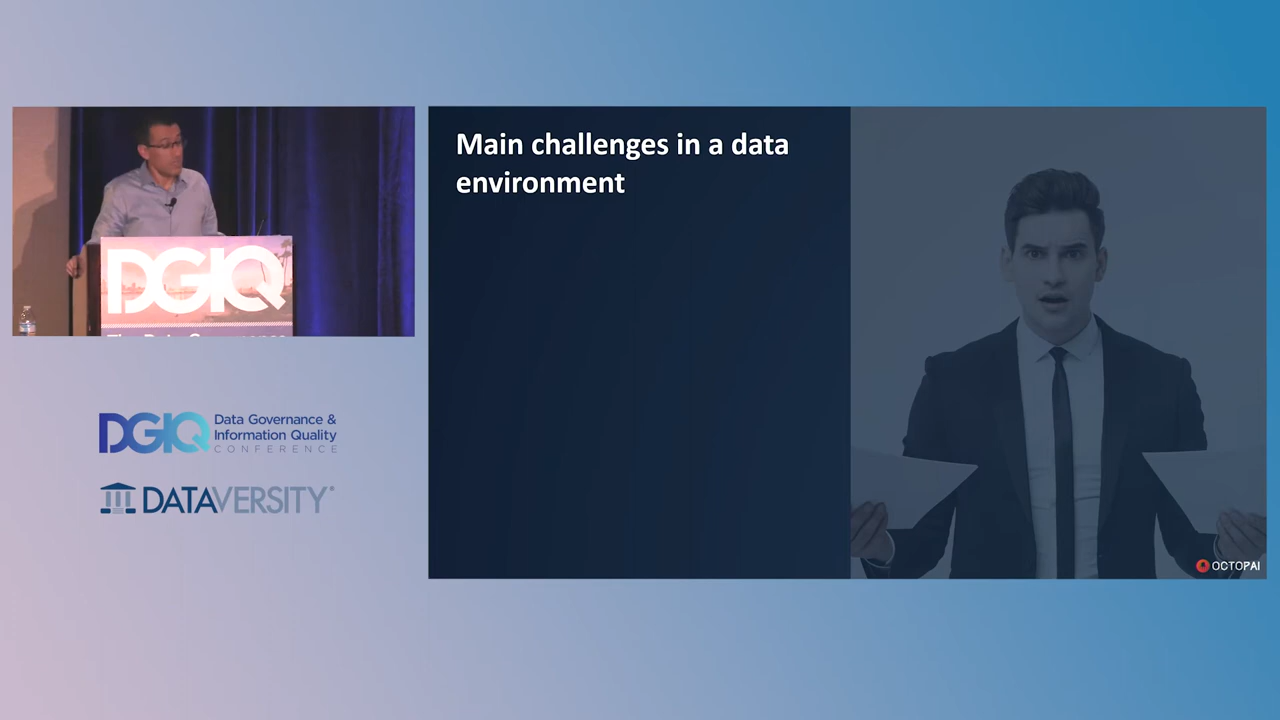 DGIQ
Main challenges in a data
environment
DGIQ
Data Governance &
Information Quality
CONFERENCE
DATAVERSITY
OCTOPAI